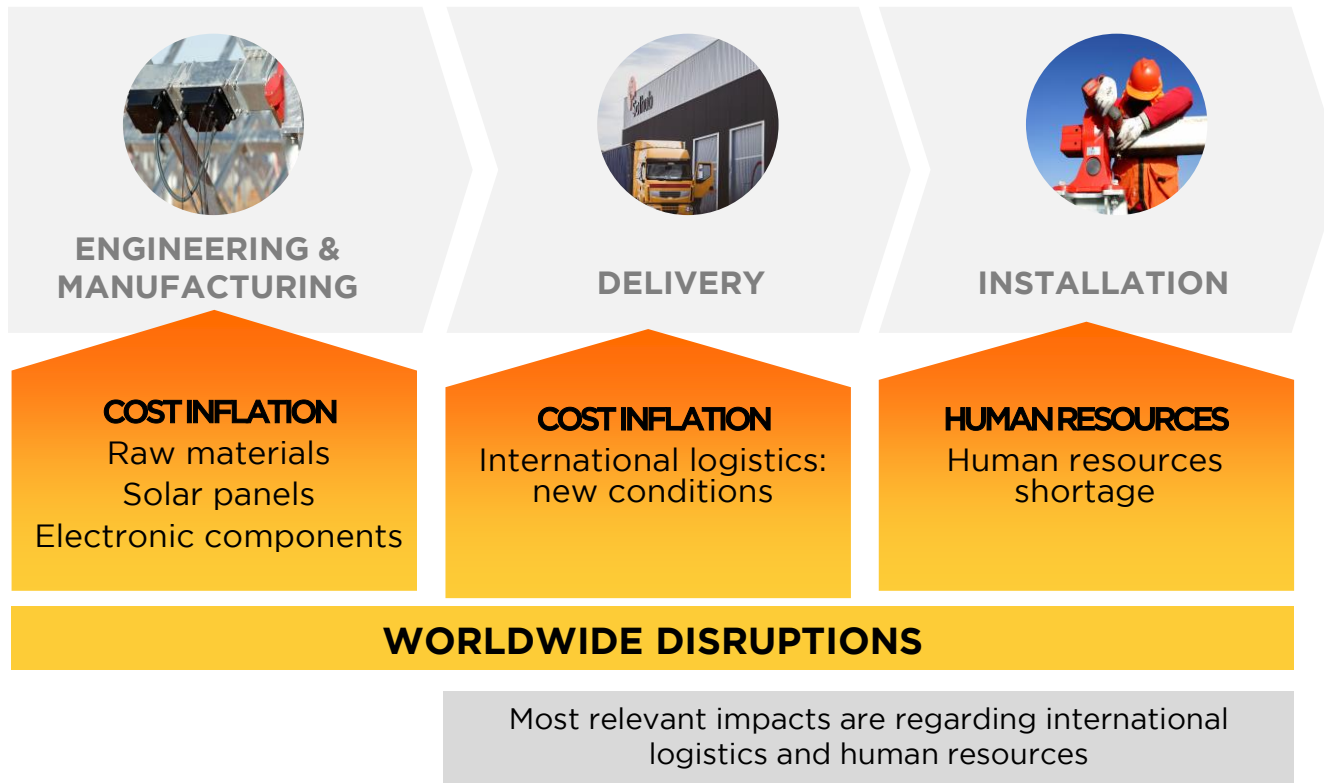 SolHub
ENGINEERING &
MANUFACTURING
DELIVERY
INSTALLATION
COST INFLATION
Raw materials
Solar panels
Electronic components
COST INFLATION
International logistics:
new conditions
HUMAN RESOURCES
Human resources
shortage
WORLDWIDE DISRUPTIONS
Most relevant impacts are regarding international
logistics and human resources